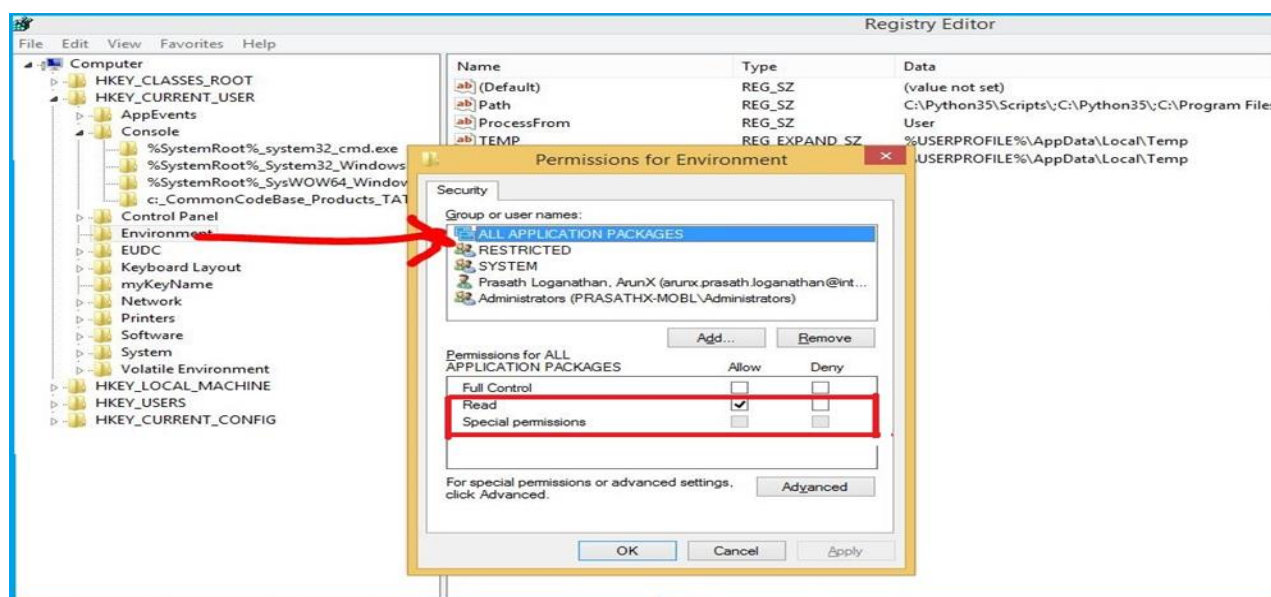 Registry Editor
File Edit View Favorites Help
Computer
HKEY_CLASSES_ROOT
HKEY_CURRENT_USER
AppEvents
Console
%SystemRoot%_system32_cmd.exe
%SystemRoot%_System32_Windows
%SystemRoot%_SysWOW64_Window
c:_CommonCodeBase_Products_TAT
Control Panel
Environment
EUDC
Keyboard Layout
myKeyName
Network
Printers
Software
System
Volatile Environment
HKEY_LOCAL_MACHINE
HKEY_USERS
HKEY_CURRENT_CONFIG
Name Type Data
(Default) REG_SZ (value not set)
Path REG_SZ C:\Python35\Scripts\;C:\Python35\;C:\Program Files
ProcessFrom REG_SZ User
TEMP REG_EXPAND_SZ %USERPROFILE%\AppData\Local\Temp
%USERPROFILE%\AppData\Local\Temp
Permissions for Environment
Security
Group or user names:
ALL APPLICATION PACKAGES
RESTRICTED
SYSTEM
Prasath Loganathan, ArunX (arunx.prasath.loganathan@int...
Administrators (PRASATHX-MOBL\Administrators)
Add... Remove
Permissions for ALL
APPLICATION PACKAGES Allow Deny
Full Control
Read
Special permissions
For special permissions or advanced settings,
click Advanced.
Advanced
OK Cancel Apply